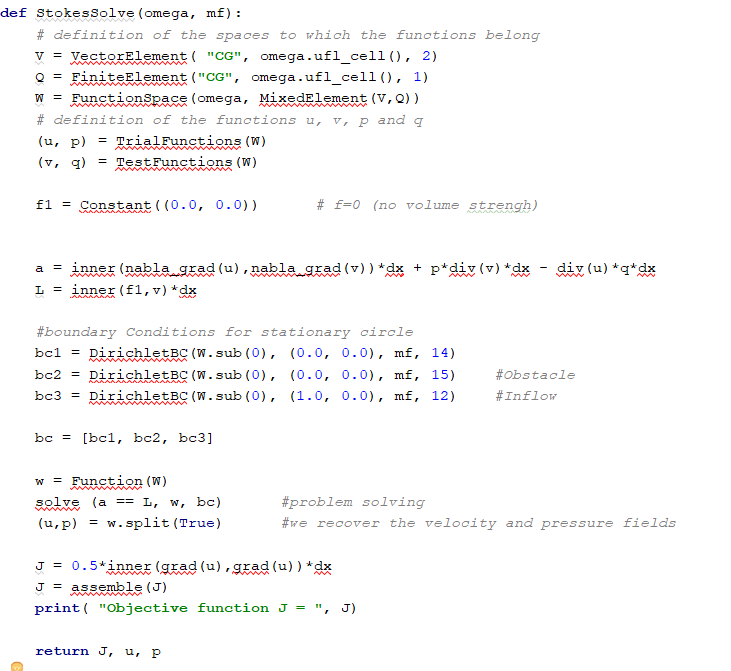 def StokesSolve(omega, mf):
# definition of the spaces to which the functions belong
V = VectorElement( "CG", omega.ufl_cell(), 2)
Q = FiniteElement("CG", omega.ufl_cell(), 1)
W = FunctionSpace(omega, MixedElement(V,Q))
# definition of the functions u, v, p and q
(u, p) = TrialFunctions(W)
(v, q) = TestFunctions(W)
f1 = Constant((0.0, 0.0)) # f=0 (no volume strengh)
a = inner(nabla_grad(u),nabla_grad(v))*dx + p*div(v)*dx - div(u)*q*dx
L = inner(f1,v)*dx
#boundary Conditions for stationary circle
bc1 = DirichletBC(W.sub(0), (0.0, 0.0), mf, 14)
bc2 = DirichletBC(W.sub(0), (0.0, 0.0), mf, 15) #Obstacle
bc3 = DirichletBC(W.sub(0), (1.0, 0.0), mf, 12) #Inflow
bc = [bc1, bc2, bc3]
w = Function(W)
solve (a == L, w, bc) #problem solving
(u,p) = w.split(True) #we recover the velocity and pressure fields
J = 0.5*inner(grad(u),grad(u))*dx
J = assemble(J)
print( "Objective function J = ", J)
return J, u, p